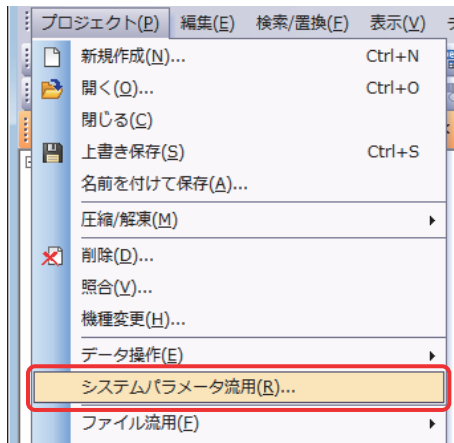 プロジェクト(P) 編集(E) 検索/置換(F) 表示(V)
新規作成(N)... Ctrl+N
開く(O)... Ctrl+O
閉じる(C)
上書き保存(S) Ctrl+S
名前を付けて保存(A)...
圧縮/解凍(M)
削除(D)...
照合(V)...
機種変更(H)...
データ操作(E)
システムパラメータ流用(R)...
ファイル流用(F)